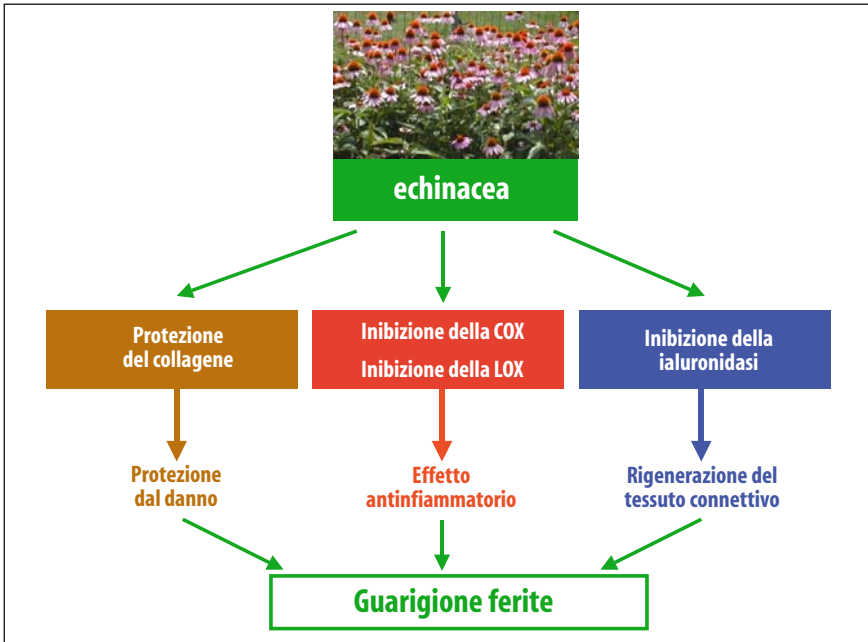 echinacea
Protezione
del collagene
Inibizione della COX
Inibizione della LOX
Inibizione della
ialuronidasi
Protezione
dal danno
Effetto
antinfiammatorio
Rigenerazione del
tessuto connettivo
Guarigione ferite